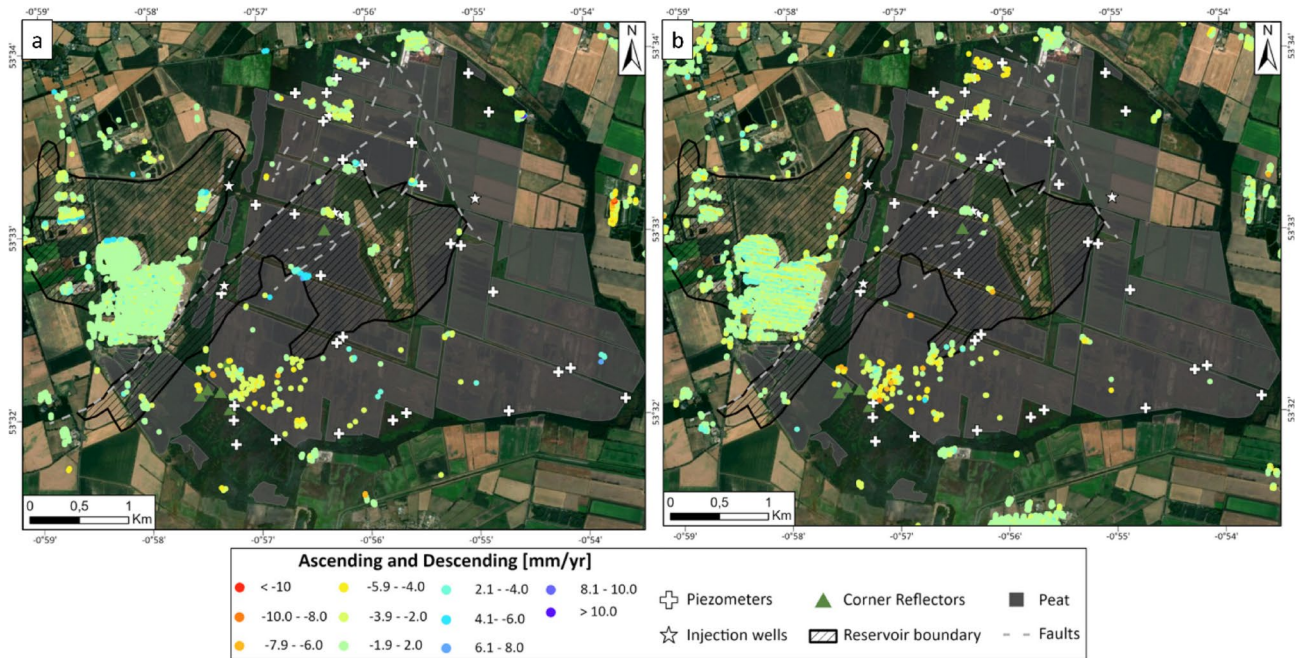 -0°59' -0°58' -0°57' -0°56' -0°55' -0°54' -0°59' -0°58' -0°57' -0°56' -0°55' -0°54'
a N b N
53°34' 53°34'
53°33' 53°33' 53°33'
53°32' 53°32' 53°32'
0 0,5 1 0 0,5 1
Km Km
-0°59' -0°58' -0°57' -0°56' -0°55' -0°54' -0°59' -0°58' -0°57' -0°56' -0°55' -0°54'
Ascending and Descending [mm/yr]
< -10 -5.9 - -4.0 2.1 - -4.0 8.1 - 10.0 Piezometers Corner Reflectors Peat
-10.0 - -8.0 -3.9 - -2.0 4.1 - -6.0 > 10.0
-7.9 - -6.0 -1.9 - 2.0 6.1 - 8.0 Injection wells Reservoir boundary Faults